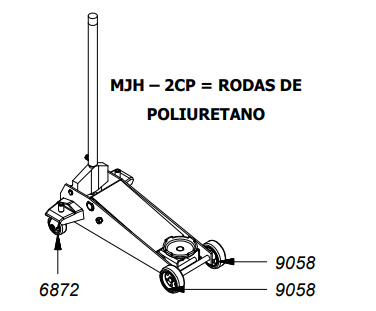 MJH – 2CP = RODAS DE
POLIURETANO
9058
6872
9058